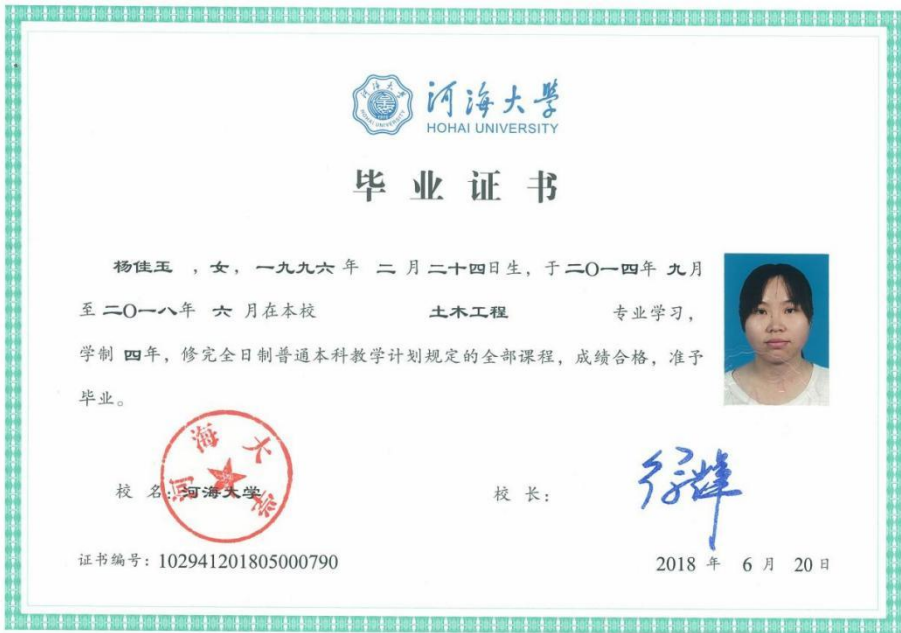 河海大學
HOHAI UNIVERSITY
毕业证书
杨佳玉 ，女，一九九六 年 二 月 二十四日生，于 二〇一四年 九月
至 二〇一八年 六 月在本校 土木工程 专业学习，
学制 四年，修完全日制普通本科教学计划规定的全部课程，成绩合格，准予
毕业。
河海大学
校 名：河海大学
校 长：
证书编号：102941201805000790
2018 年 6 月 20 日